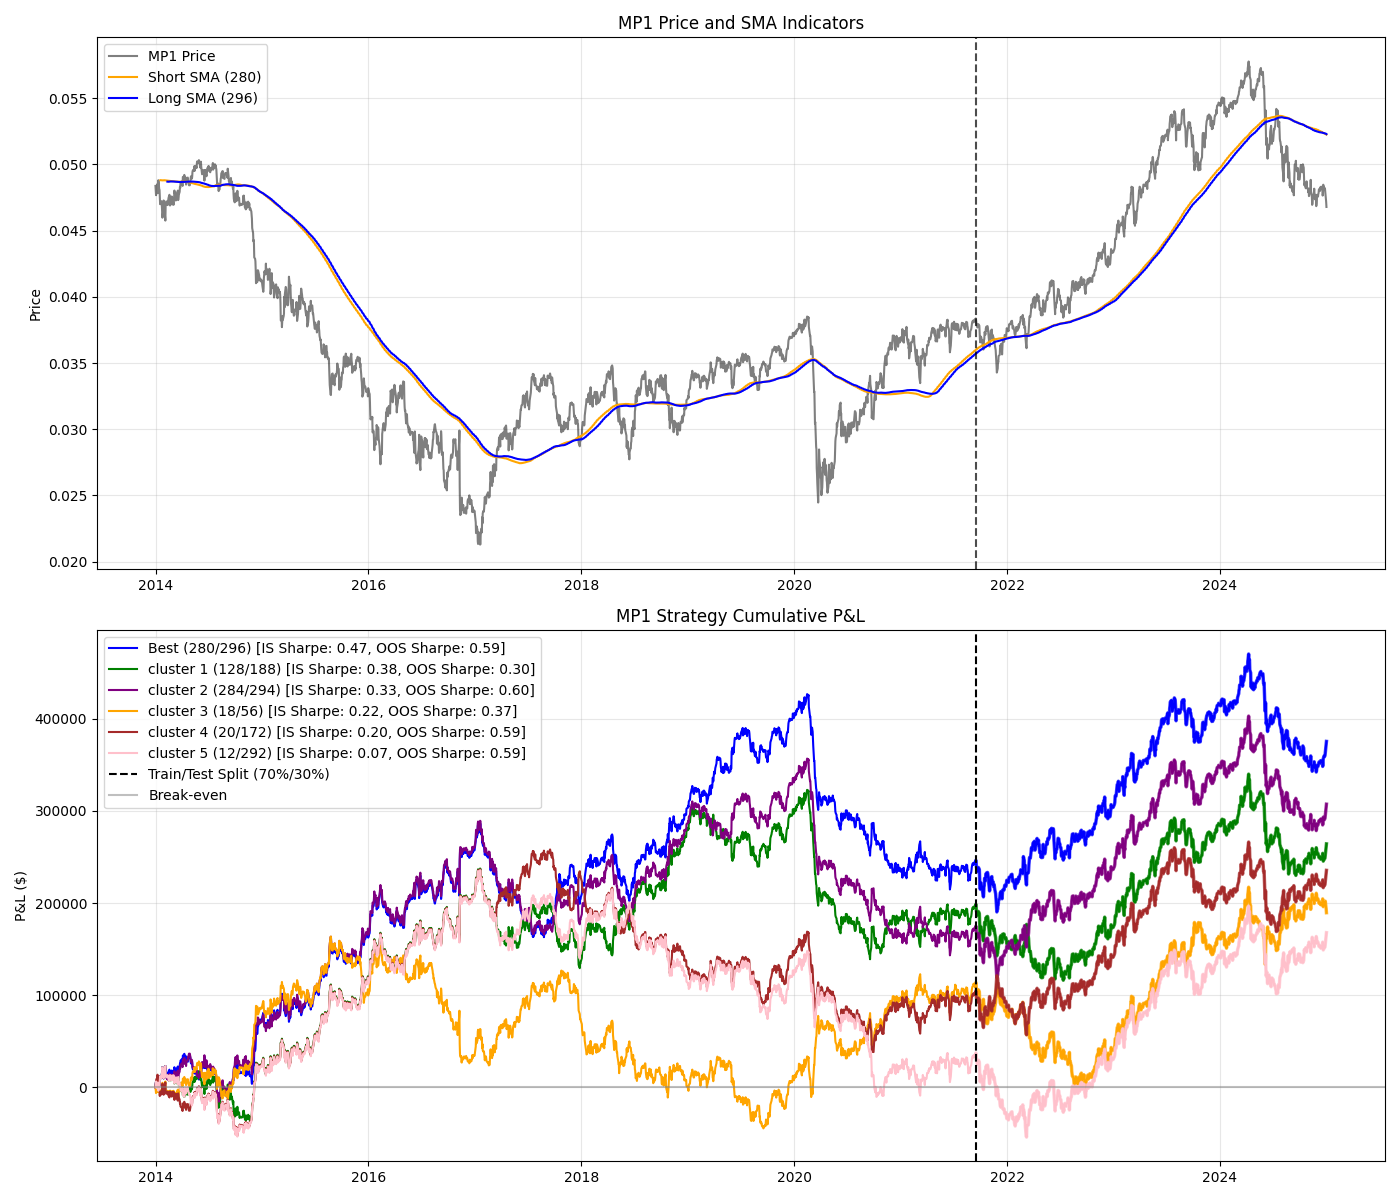 MP1 Price and SMA Indicators
MP1 Price
Short SMA (280)
Long SMA (296)
Price
0.055
0.050
0.045
0.040
0.035
0.030
0.025
0.020
2014
2016
2018
2020
2022
2024
MP1 Strategy Cumulative P&L
Best (280/296) [IS Sharpe: 0.47, OOS Sharpe: 0.59]
cluster 1 (128/188) [IS Sharpe: 0.38, OOS Sharpe: 0.30]
cluster 2 (284/294) [IS Sharpe: 0.33, OOS Sharpe: 0.60]
cluster 3 (18/56) [IS Sharpe: 0.22, OOS Sharpe: 0.37]
cluster 4 (20/172) [IS Sharpe: 0.20, OOS Sharpe: 0.59]
cluster 5 (12/292) [IS Sharpe: 0.07, OOS Sharpe: 0.59]
Train/Test Split (70%/30%)
Break-even
P&L ($)
400000
300000
200000
100000
0
2014
2016
2018
2020
2022
2024